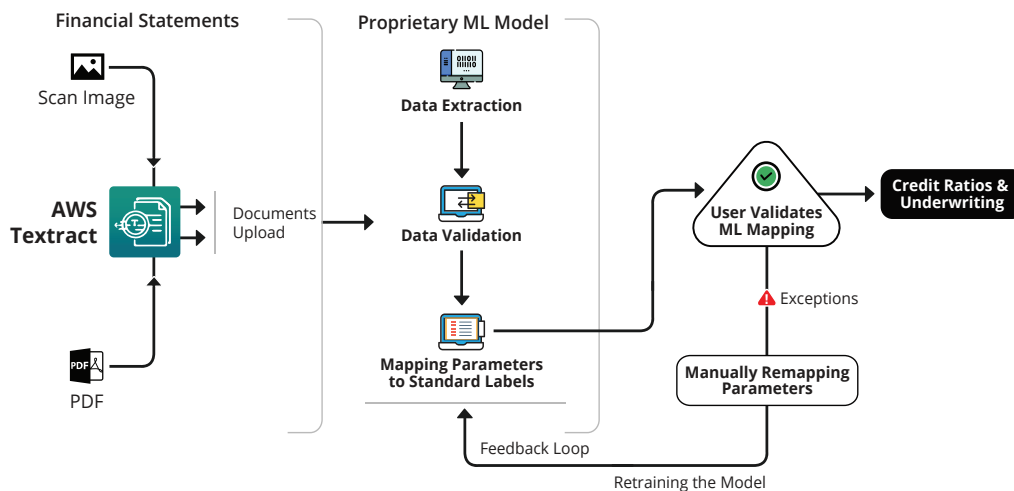 Financial Statements
Scan Image
AWS
Textract
Documents
Upload
PDF
PDF
Proprietary ML Model
Data Extraction
Data Validation
Mapping Parameters
to Standard Labels
User Validates
ML Mapping
Credit Ratios &
Underwriting
Exceptions
Manually Remapping
Parameters
Feedback Loop
Retraining the Model